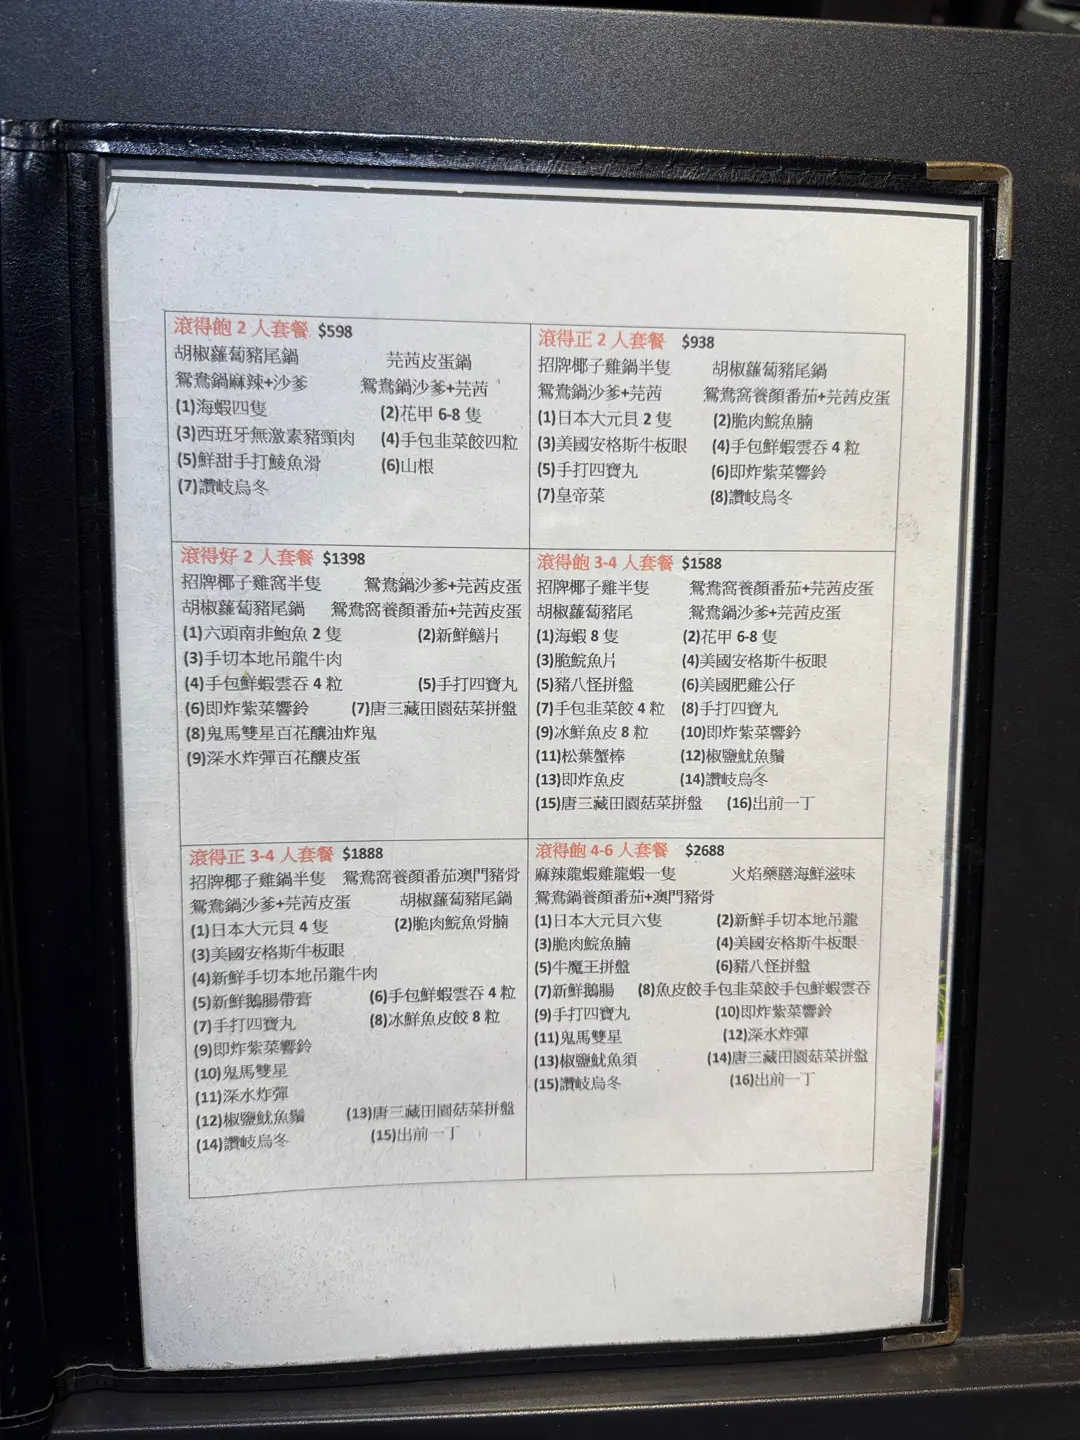 滾得飽 2 人套餐 $598
胡椒蘿蔔豬尾鍋 芫茜皮蛋鍋
鴛鴦鍋麻辣+沙爹 鴛鴦鍋沙爹+芫茜
(1)海蝦四隻 (2)花甲 6-8 隻
(3)西班牙無激素豬頸肉 (4)手包韭菜餃四粒
(5)鮮甜手打鯪魚滑 (6)山根
(7)讚岐烏冬
滾得正 2 人套餐 $938
招牌椰子雞鍋半隻 胡椒蘿蔔豬尾鍋
鴛鴦鍋沙爹+芫茜 鴛鴦窩養顏番茄+芫茜皮蛋
(1)日本大元貝 2 隻 (2)脆肉鯇魚腩
(3)美國安格斯牛板眼 (4)手包鮮蝦雲吞 4 粒
(5)手打四寶丸 (6)即炸紫菜響鈴
(7)皇帝菜 (8)讚岐烏冬
滾得好 2 人套餐 $1398
招牌椰子雞窩半隻 鴛鴦鍋沙爹+芫茜皮蛋
胡椒蘿蔔豬尾鍋 鴛鴦窩養顏番茄+芫茜皮蛋
(1)六頭南非鮑魚 2 隻 (2)新鮮鱔片
(3)手切本地吊龍牛肉
(4)手包鮮蝦雲吞 4 粒 (5)手打四寶丸
(6)即炸紫菜響鈴 (7)唐三藏田園菇菜拼盤
(8)鬼馬雙星百花釀油炸鬼
(9)深水炸彈百花釀皮蛋
滾得飽 3-4 人套餐 $1588
招牌椰子雞半隻 鴛鴦窩養顏番茄+芫茜皮蛋
胡椒蘿蔔豬尾 鴛鴦鍋沙爹+芫茜皮蛋
(1)海蝦 8 隻 (2)花甲 6-8 隻
(3)脆鯇魚片 (4)美國安格斯牛板眼
(5)豬八怪拼盤 (6)美國肥雞公仔
(7)手包韭菜餃 4 粒 (8)手打四寶丸
(9)冰鮮魚皮 8 粒 (10)即炸紫菜響鈴
(11)松葉蟹棒 (12)椒鹽魷魚鬚
(13)即炸魚皮 (14)讚岐烏冬
(15)唐三藏田園菇菜拼盤 (16)出前一丁
滾得正 3-4 人套餐 $1888
招牌椰子雞鍋半隻 鴛鴦窩養顏番茄澳門豬骨
鴛鴦鍋沙爹+芫茜皮蛋 胡椒蘿蔔豬尾鍋
(1)日本大元貝 4 隻 (2)脆肉鯇魚骨腩
(3)美國安格斯牛板眼
(4)新鮮手切本地吊龍牛肉
(5)新鮮鵝腸帶膏 (6)手包鮮蝦雲吞 4 粒
(7)手打四寶丸 (8)冰鮮魚皮餃 8 粒
(9)即炸紫菜響鈴
(10)鬼馬雙星
(11)深水炸彈
(12)椒鹽魷魚鬚 (13)唐三藏田園菇菜拼盤
(14)讚岐烏冬 (15)出前一丁
滾得飽 4-6 人套餐 $2688
麻辣龍蝦雞龍蝦一隻 火焰藥膳海鮮滋味
鴛鴦鍋養顏番茄+澳門豬骨
(1)日本大元貝六隻 (2)新鮮手切本地吊龍
(3)脆肉鯇魚腩 (4)美國安格斯牛板眼
(5)牛魔王拼盤 (6)豬八怪拼盤
(7)新鮮鵝腸 (8)魚皮餃手包韭菜餃手包鮮蝦雲吞
(9)手打四寶丸 (10)即炸紫菜響鈴
(11)鬼馬雙星 (12)深水炸彈
(13)椒鹽魷魚須 (14)唐三藏田園菇菜拼盤
(15)讚岐烏冬 (16)出前一丁